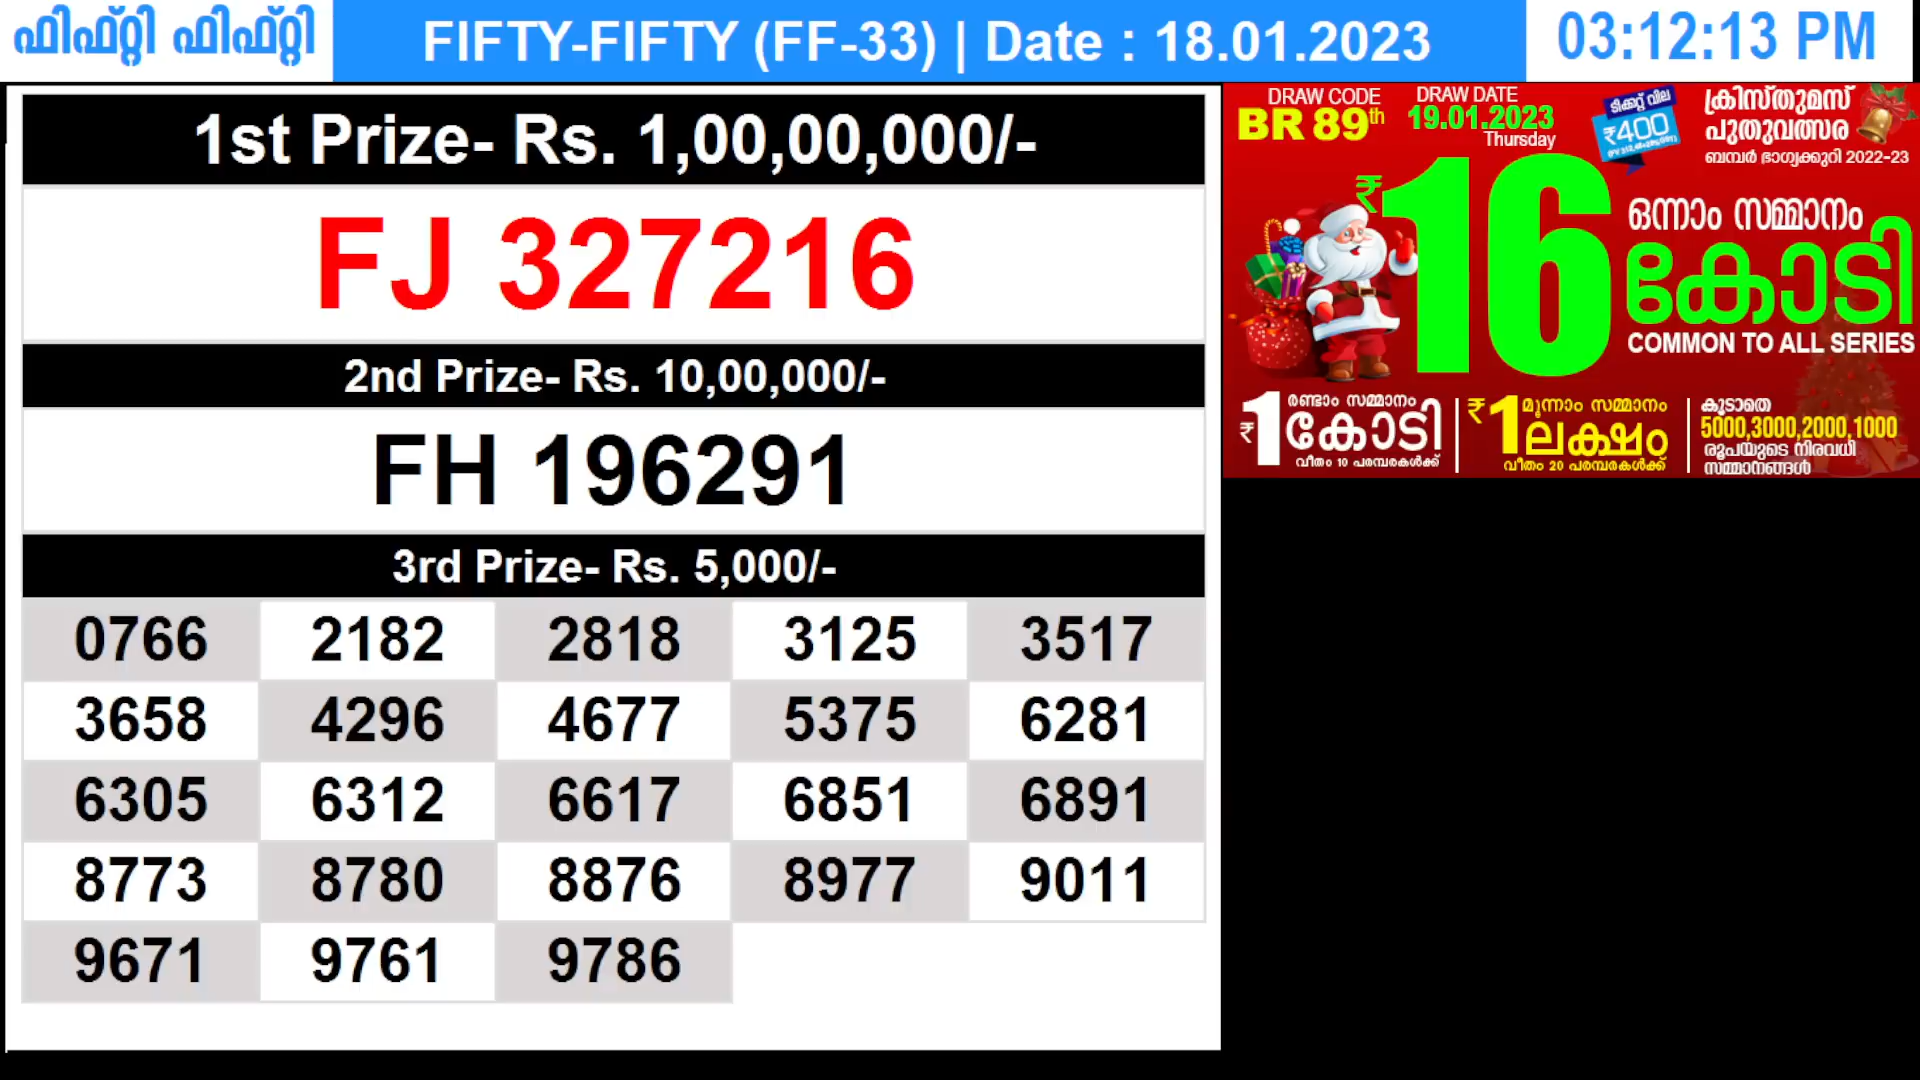 ഫിഫ്റ്റി ഫിഫ്റ്റി
FIFTY-FIFTY (FF-33) | Date : 18.01.2023
03:12:13 PM
1st Prize- Rs. 1,00,00,000/-
FJ 327216
2nd Prize- Rs. 10,00,000/-
FH 196291
3rd Prize- Rs. 5,000/-
0766 2182 2818 3125 3517
3658 4296 4677 5375 6281
6305 6312 6617 6851 6891
8773 8780 8876 8977 9011
9671 9761 9786
DRAW CODE
BR 89th
DRAW DATE
19.01.2023
Thursday
ടിക്കറ്റ് വില
₹400
ക്രിസ്തുമസ്
പുതുവത്സര
ബമ്പർ ഭാഗ്യക്കുറി 2022-23
₹16
ഒന്നാം സമ്മാനം
കോടി
COMMON TO ALL SERIES
രണ്ടാം സമ്മാനം
₹1 കോടി
വീതം 10 പരമ്പരകൾക്ക്
മൂന്നാം സമ്മാനം
₹1 ലക്ഷം
വീതം 20 പരമ്പരകൾക്ക്
കൂടാതെ
5000,3000,2000,1000
രൂപയുടെ നിരവധി
സമ്മാനങ്ങൾ